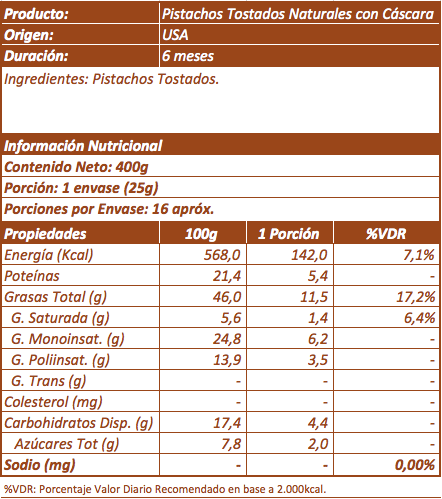 Producto: Pistachos Tostados Naturales con Cáscara
Origen: USA
Duración: 6 meses
Ingredientes: Pistachos Tostados.
Información Nutricional
Contenido Neto: 400g
Porción: 1 envase (25g)
Porciones por Envase: 16 apróx.
Propiedades 100g 1 Porción %VDR
Energía (Kcal) 568,0 142,0 7,1%
Poteínas 21,4 5,4 -
Grasas Total (g) 46,0 11,5 17,2%
G. Saturada (g) 5,6 1,4 6,4%
G. Monoinsat. (g) 24,8 6,2 -
G. Poliinsat. (g) 13,9 3,5 -
G. Trans (g) - - -
Colesterol (mg) - - -
Carbohidratos Disp. (g) 17,4 4,4 -
Azúcares Tot (g) 7,8 2,0 -
Sodio (mg) - - 0,00%
%VDR: Porcentaje Valor Diario Recomendado en base a 2.000kcal.